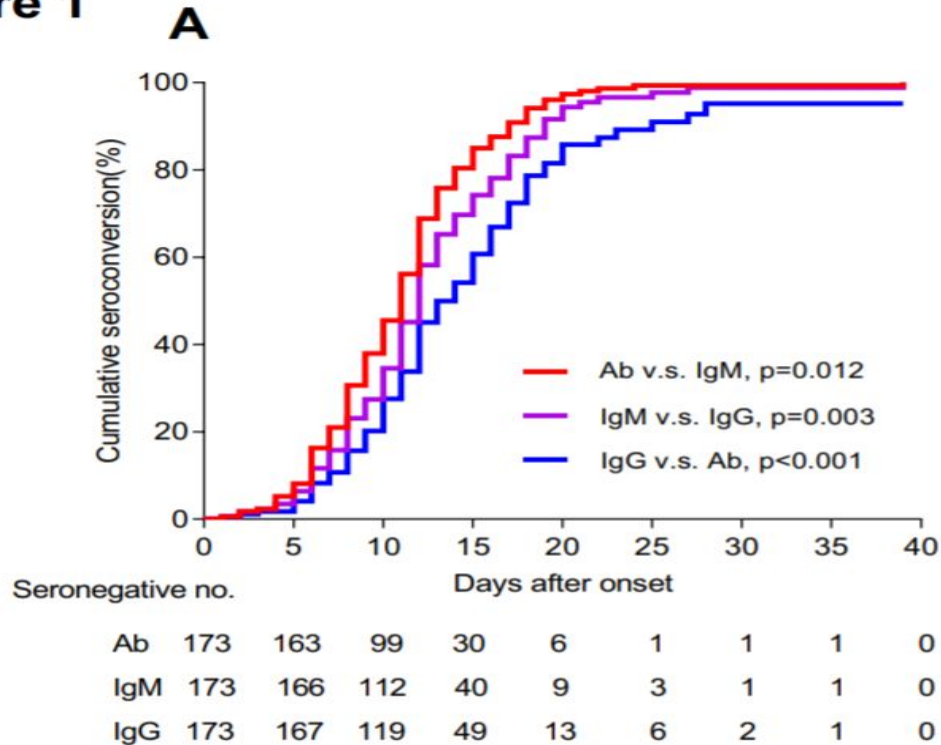 re 1
A
100
80
60
40
20
0
Cumulative seroconversion(%)
Ab v.s. IgM, p=0.012
IgM v.s. IgG, p=0.003
IgG v.s. Ab, p<0.001
0 5 10 15 20 25 30 35 40
Days after onset
Seronegative no.
Ab 173 163 99 30 6 1 1 1 0
IgM 173 166 112 40 9 3 1 1 0
IgG 173 167 119 49 13 6 2 1 0